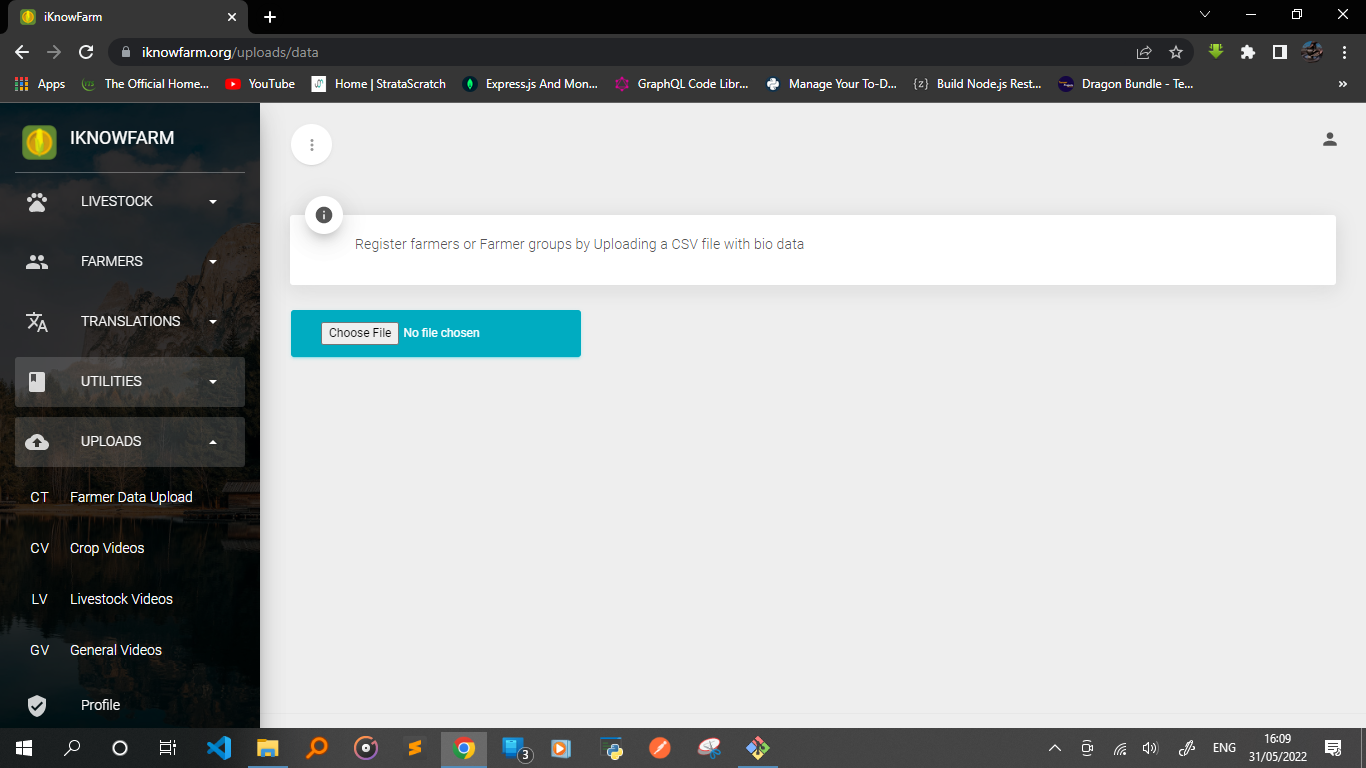 iKnowFarm
iknowfarm.org/uploads/data
Apps
The Official Home...
YouTube
Home | StrataScratch
Express.js And Mon...
GraphQL Code Libr...
Manage Your To-D...
{z} Build Node.js Rest...
Dragon Bundle - Te...
»
IKNOWFARM
LIVESTOCK
FARMERS
TRANSLATIONS
UTILITIES
UPLOADS
CT Farmer Data Upload
CV Crop Videos
LV Livestock Videos
GV General Videos
Profile
Register farmers or Farmer groups by Uploading a CSV file with bio data
Choose File No file chosen
3
ENG
16:09
31/05/2022